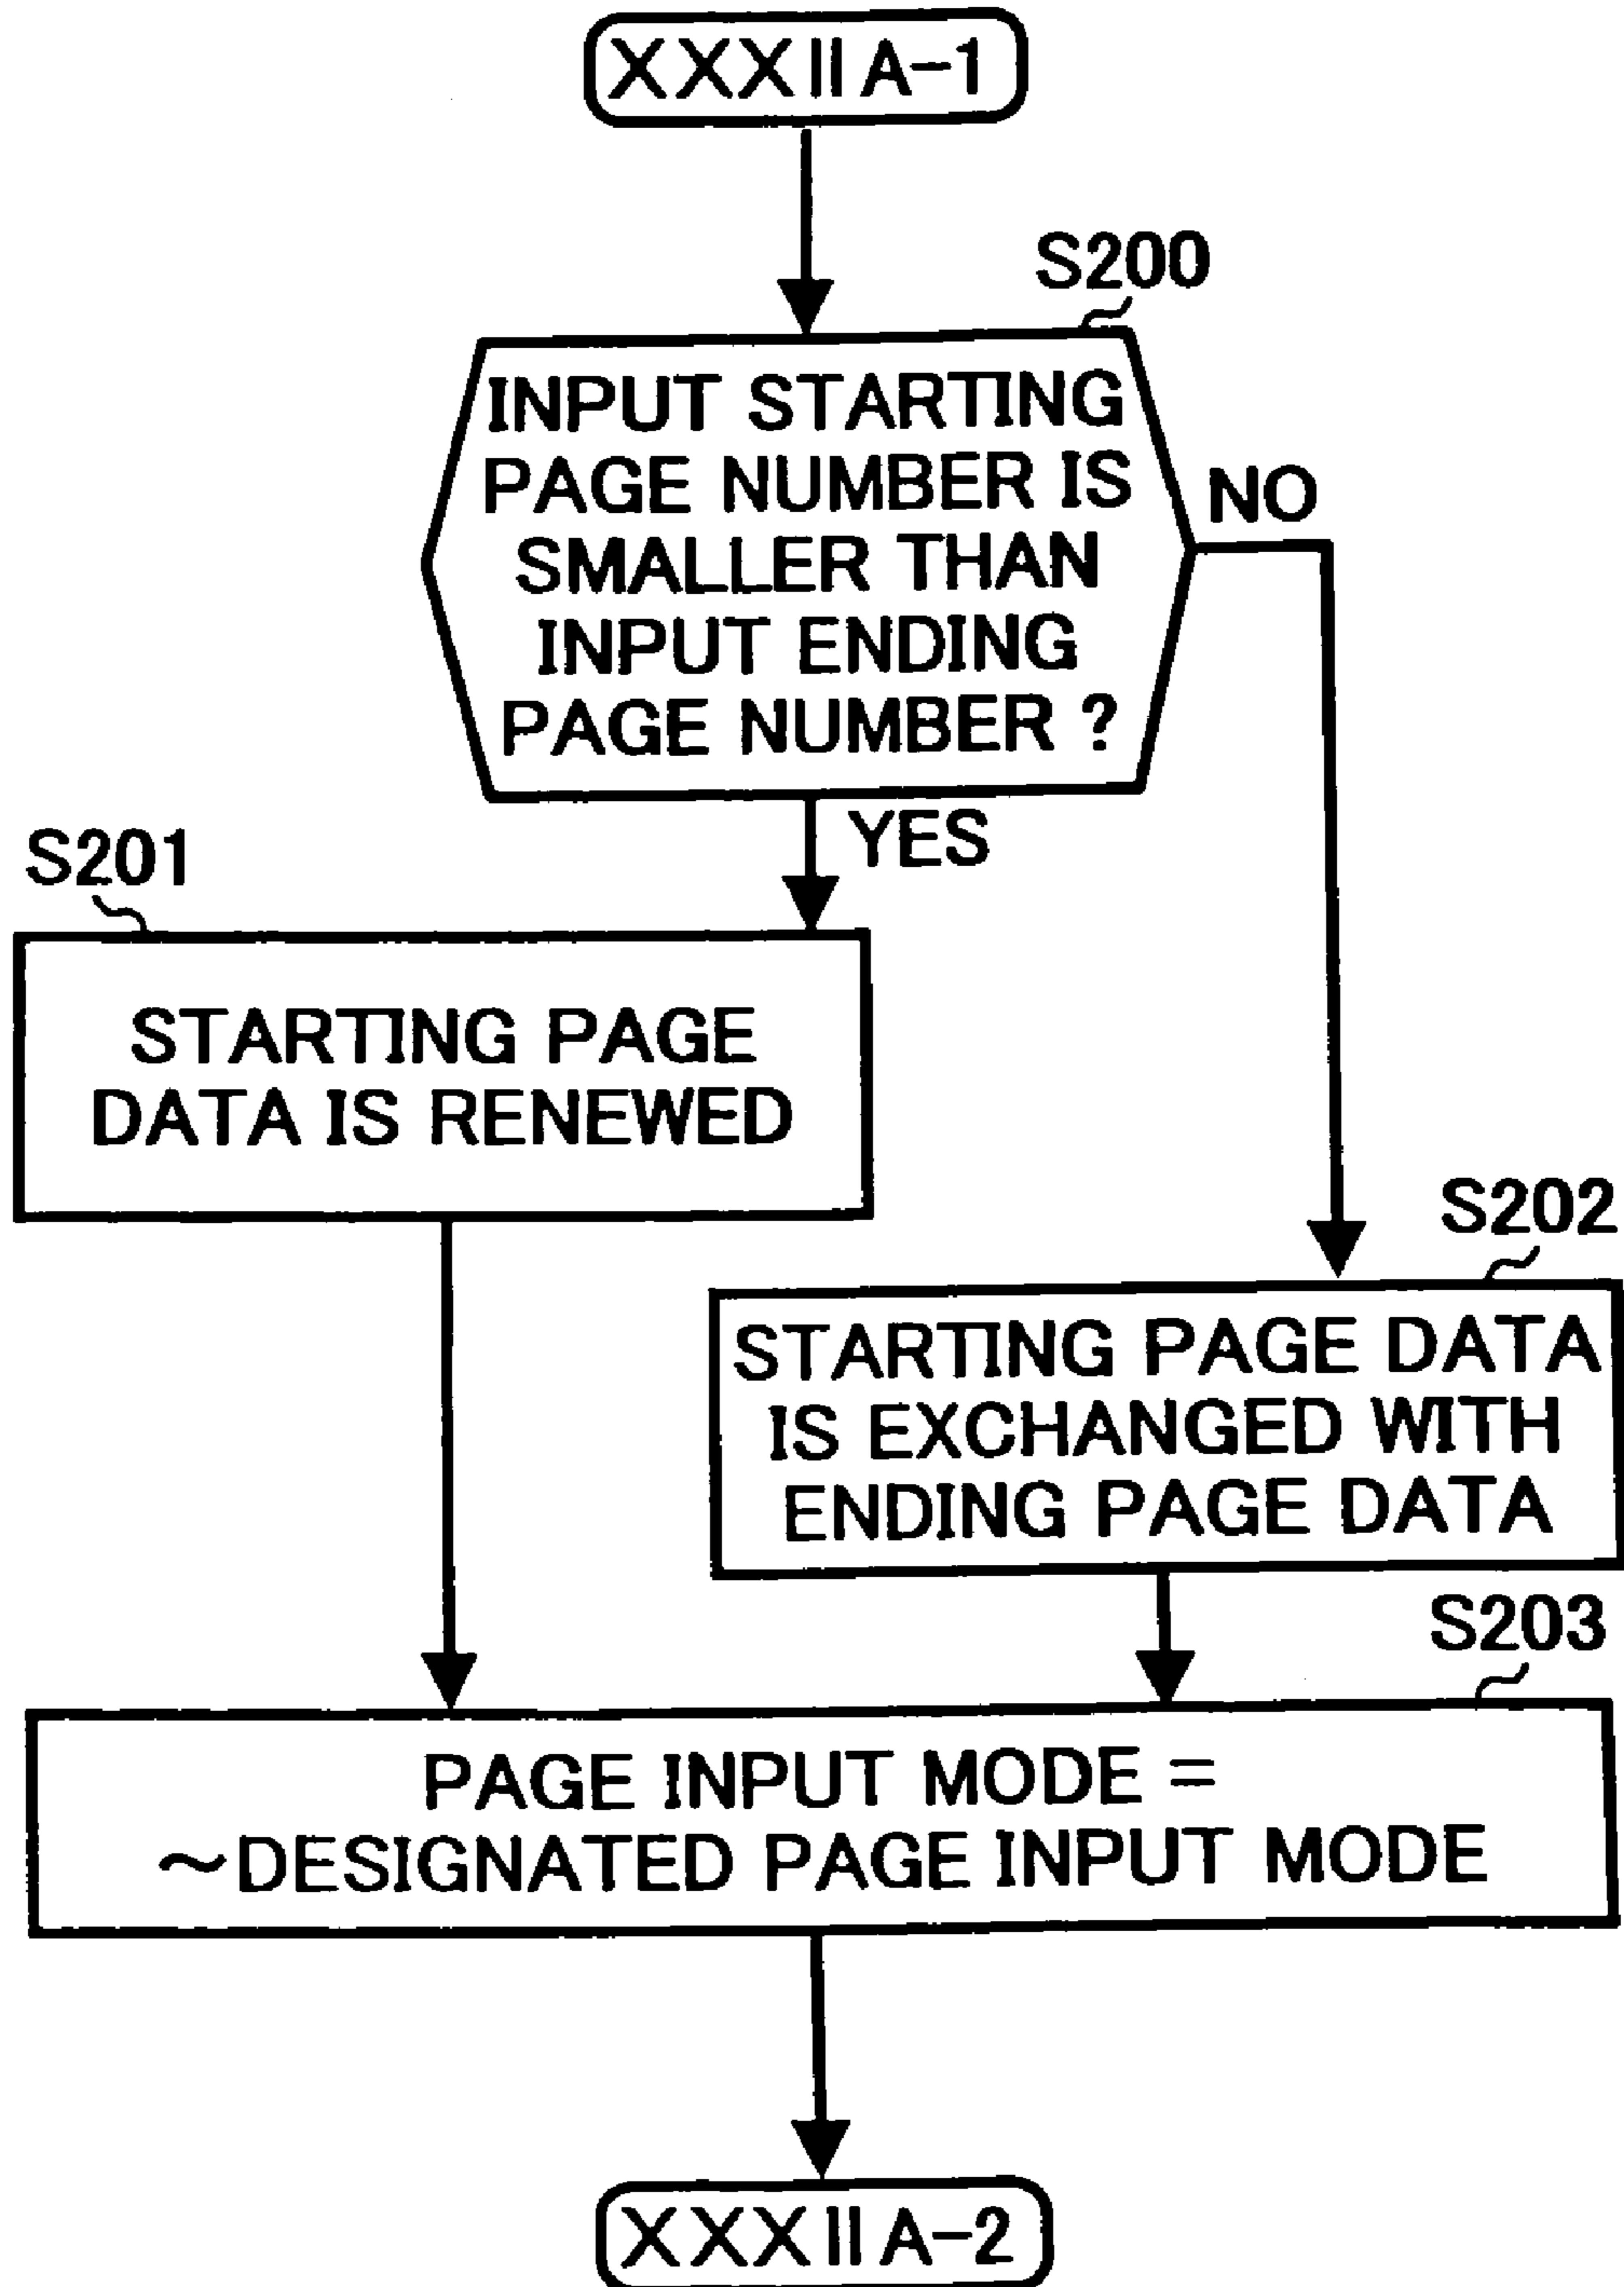 XXXIIA-1
S200
INPUT STARTING
PAGE NUMBER IS
SMALLER THAN
INPUT ENDING
PAGE NUMBER ?
NO
YES
S201
STARTING PAGE
DATA IS RENEWED
S202
STARTING PAGE DATA
IS EXCHANGED WITH
ENDING PAGE DATA
S203
PAGE INPUT MODE =
~DESIGNATED PAGE INPUT MODE
XXXIIA-2